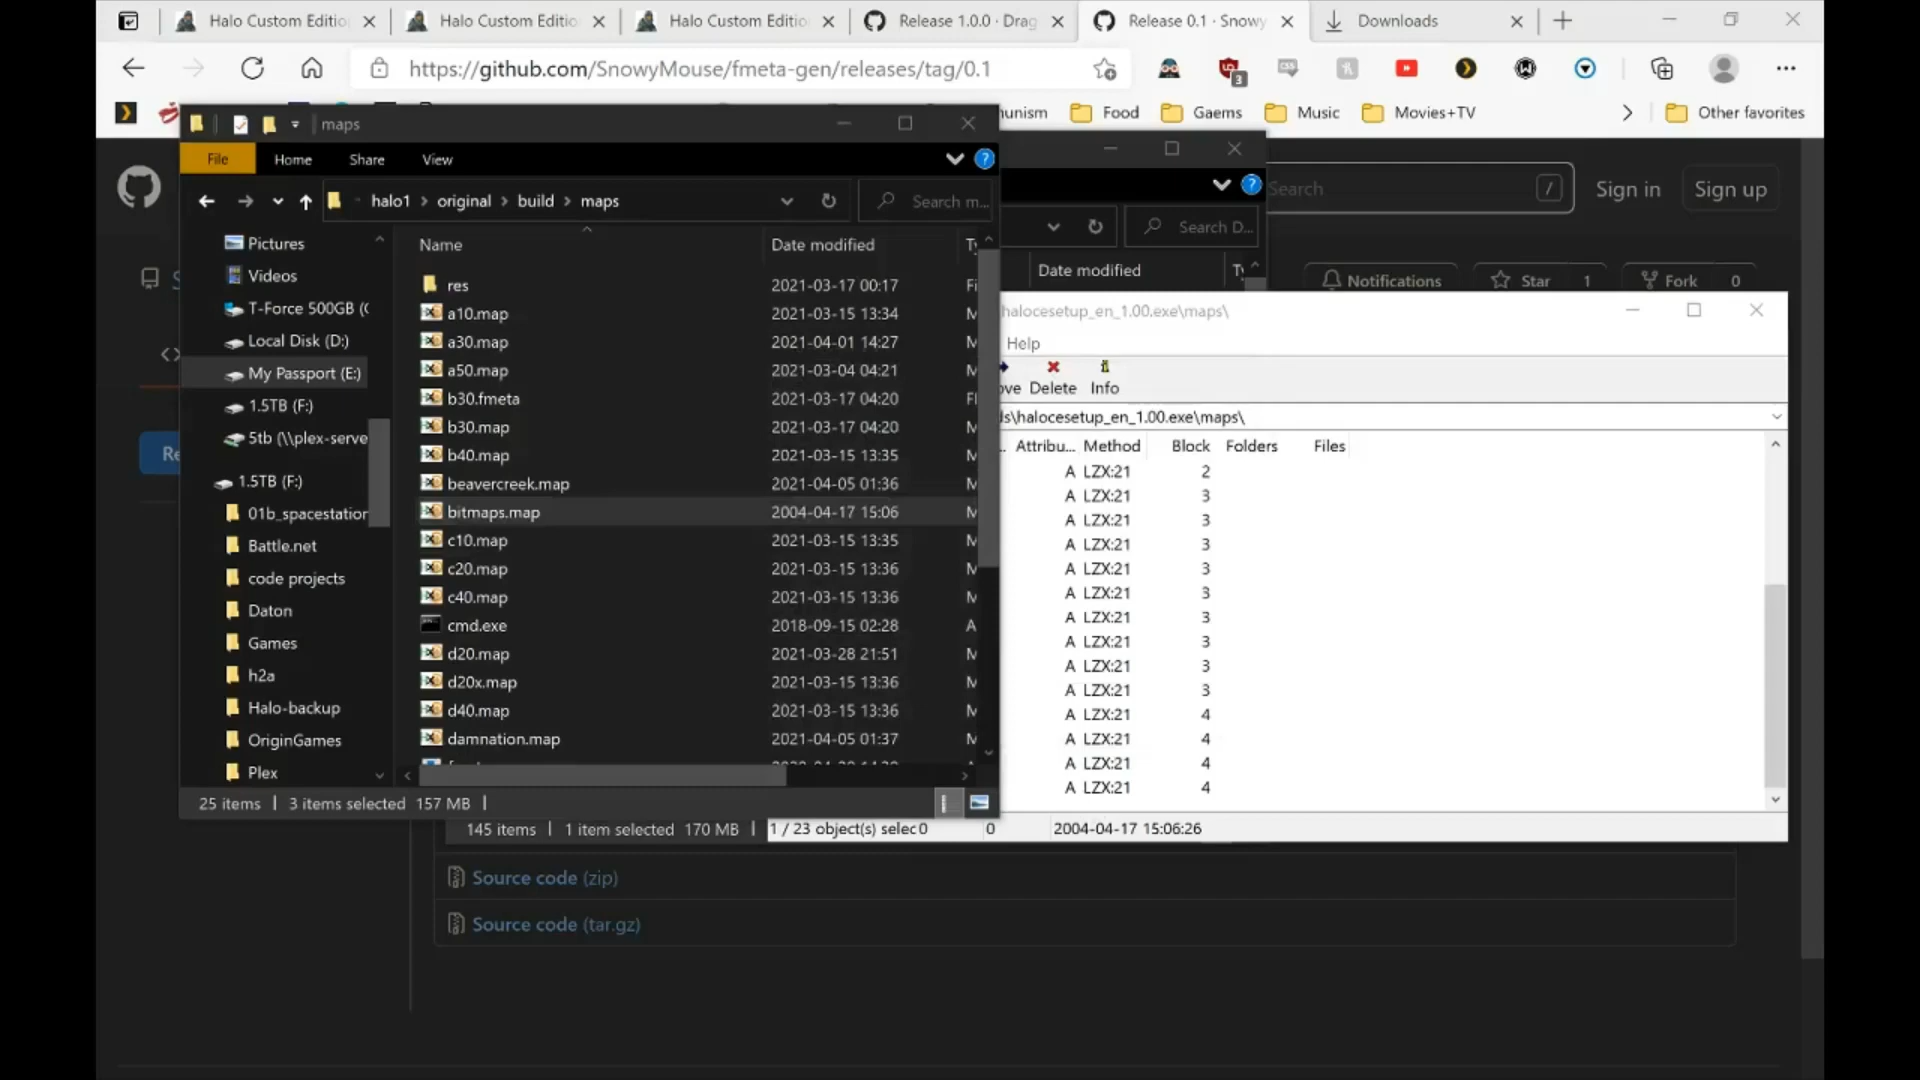 Halo Custom Editio
Halo Custom Editio
Halo Custom Editio
Release 1.0.0 · Drag
Release 0.1 · Snowy
Downloads
https://github.com/SnowyMouse/fmeta-gen/releases/tag/0.1
3
unism
Food
Gaems
Music
Movies+TV
Other favorites
maps
File
Home
Share
View
halo1 > original > build > maps
Search m...
Pictures
Videos
T-Force 500GB (
Local Disk (D:)
My Passport (E:)
1.5TB (F:)
5tb (\\plex-serve
1.5TB (F:)
01b_spacestation
Battle.net
code projects
Daton
Games
h2a
Halo-backup
OriginGames
Plex
Name Date modified Ty
res 2021-03-17 00:17 Fi
a10.map 2021-03-15 13:34 M
a30.map 2021-04-01 14:27 M
a50.map 2021-03-04 04:21 M
b30.fmeta 2021-03-17 04:20 Fl
b30.map 2021-03-17 04:20 M
b40.map 2021-03-15 13:35 M
beavercreek.map 2021-04-05 01:36 M
bitmaps.map 2004-04-17 15:06 M
c10.map 2021-03-15 13:35 M
c20.map 2021-03-15 13:36 M
c40.map 2021-03-15 13:36 M
cmd.exe 2018-09-15 02:28 A
d20.map 2021-03-28 21:51 M
d20x.map 2021-03-15 13:36 M
d40.map 2021-03-15 13:36 M
damnation.map 2021-04-05 01:37 M
25 items | 3 items selected 157 MB |
Search D...
Date modified Ty
145 items | 1 item selected 170 MB |
Search /
Sign in
Sign up
Notifications
Star 1
Fork 0
S
Re
halocesetup_en_1.00.exe\maps\
Help
ove Delete Info
ds\halocesetup_en_1.00.exe\maps\
.. Attribu... Method Block Folders Files
A LZX:21 2
A LZX:21 3
A LZX:21 3
A LZX:21 3
A LZX:21 3
A LZX:21 3
A LZX:21 3
A LZX:21 3
A LZX:21 3
A LZX:21 3
A LZX:21 4
A LZX:21 4
A LZX:21 4
A LZX:21 4
1 / 23 object(s) selec 0 0 2004-04-17 15:06:26
Source code (zip)
Source code (tar.gz)